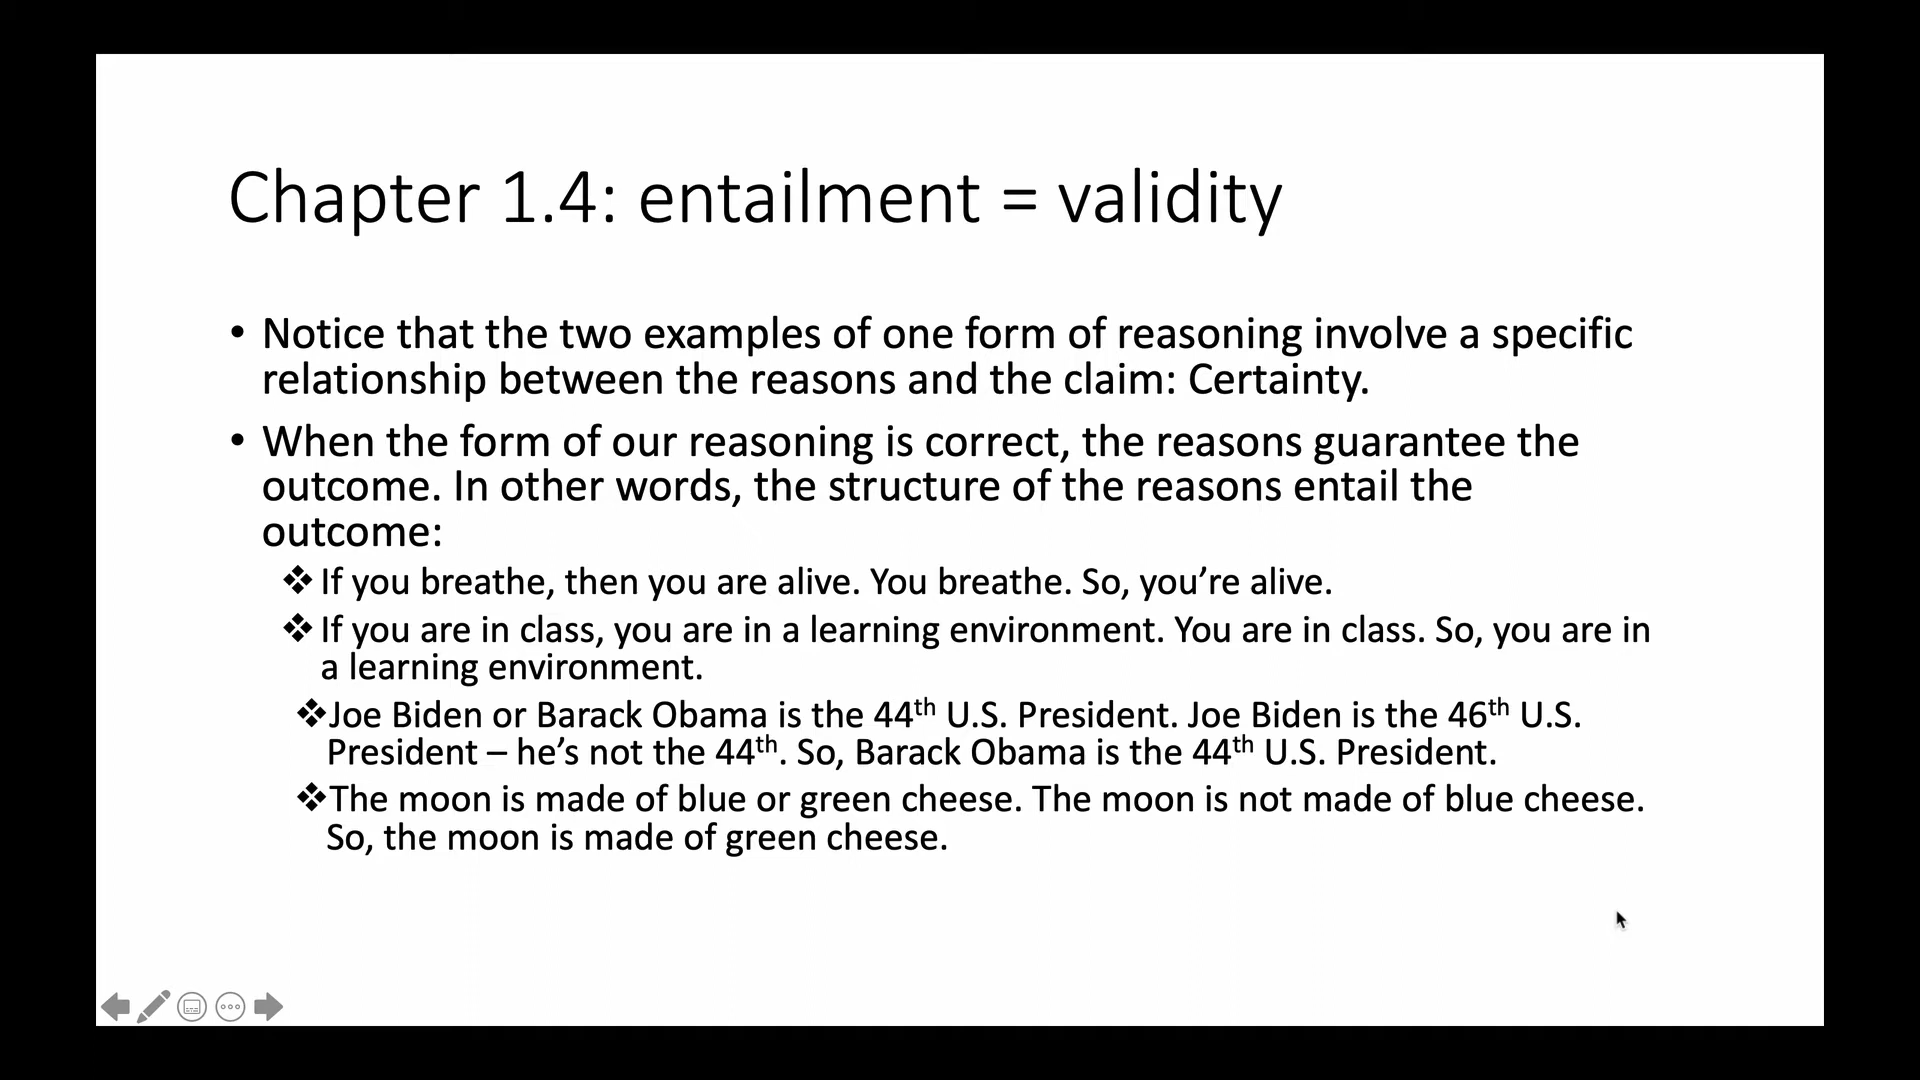 Chapter 1.4: entailment = validity
• Notice that the two examples of one form of reasoning involve a specific
relationship between the reasons and the claim: Certainty.
• When the form of our reasoning is correct, the reasons guarantee the
outcome. In other words, the structure of the reasons entail the
outcome:
❖ If you breathe, then you are alive. You breathe. So, you’re alive.
❖ If you are in class, you are in a learning environment. You are in class. So, you are in
a learning environment.
❖Joe Biden or Barack Obama is the 44th U.S. President. Joe Biden is the 46th U.S.
President – he’s not the 44th. So, Barack Obama is the 44th U.S. President.
❖The moon is made of blue or green cheese. The moon is not made of blue cheese.
So, the moon is made of green cheese.